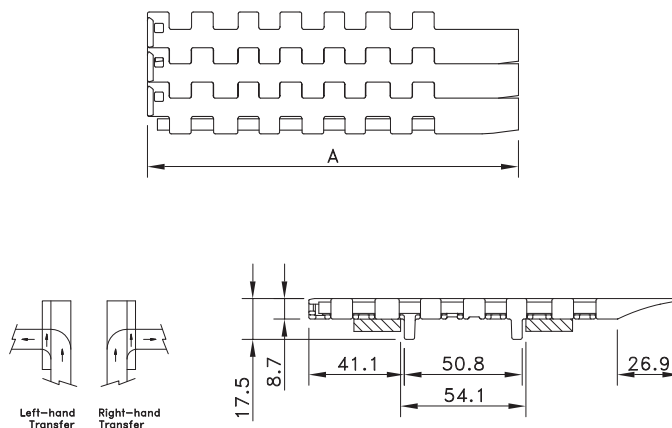 A
17.5
8.7
41.1
50.8
26.9
54.1
Left-hand
Transfer
Right-hand
Transfer